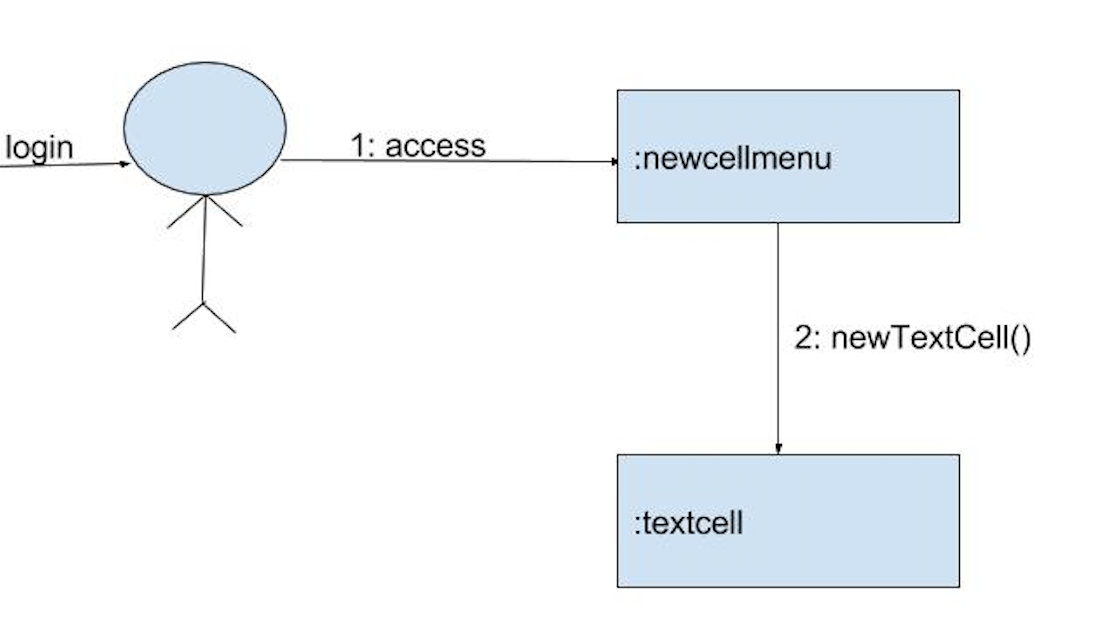 login
1: access
:newcellmenu
2: newTextCell()
:textcell